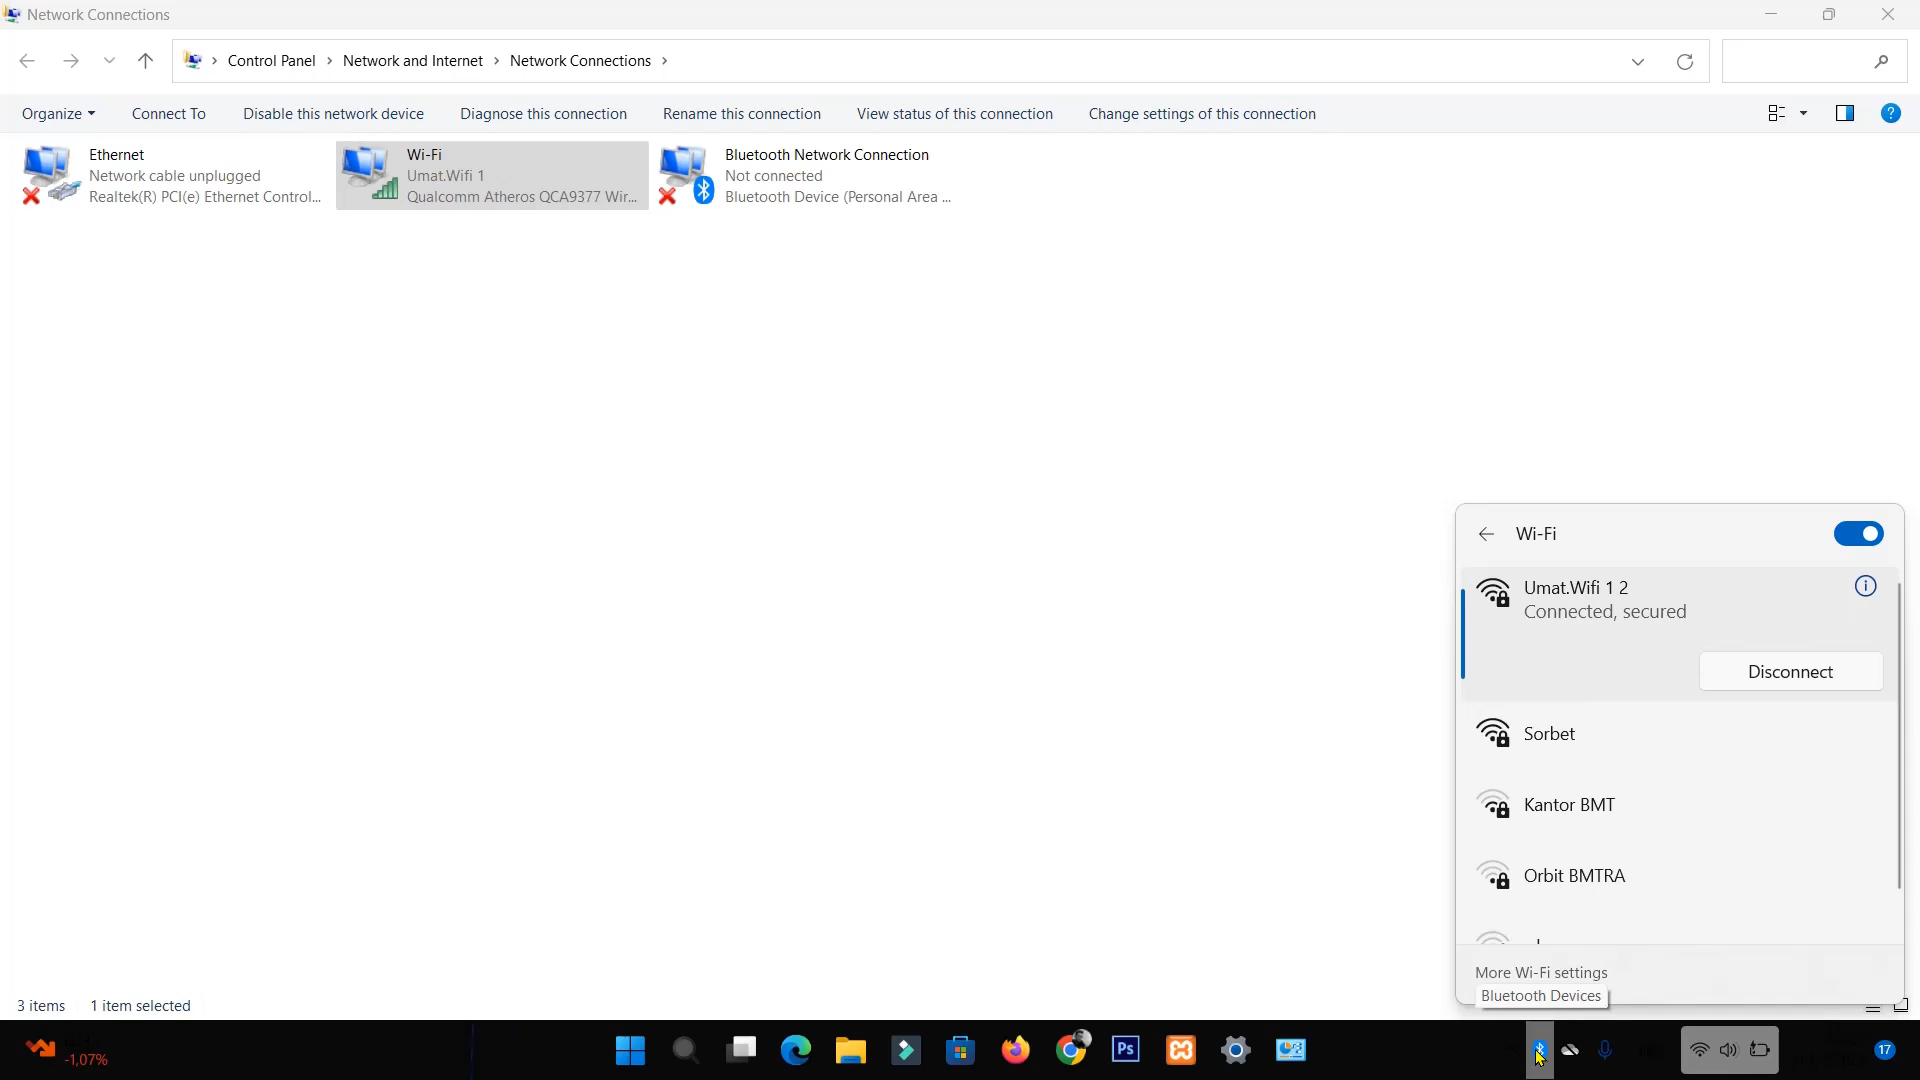 Network Connections
Control Panel
Network and Internet
Network Connections
Organize
Connect To
Disable this network device
Diagnose this connection
Rename this connection
View status of this connection
Change settings of this connection
?
Ethernet
Network cable unplugged
Realtek(R) PCI(e) Ethernet Control...
Wi-Fi
Umat.Wifi 1
Qualcomm Atheros QCA9377 Wir...
Bluetooth Network Connection
Not connected
Bluetooth Device (Personal Area ...
Wi-Fi
Umat.Wifi 1 2
Connected, secured
Disconnect
Sorbet
Kantor BMT
Orbit BMTRA
More Wi-Fi settings
Bluetooth Devices
3 items
1 item selected
-1,07%
Ps
17